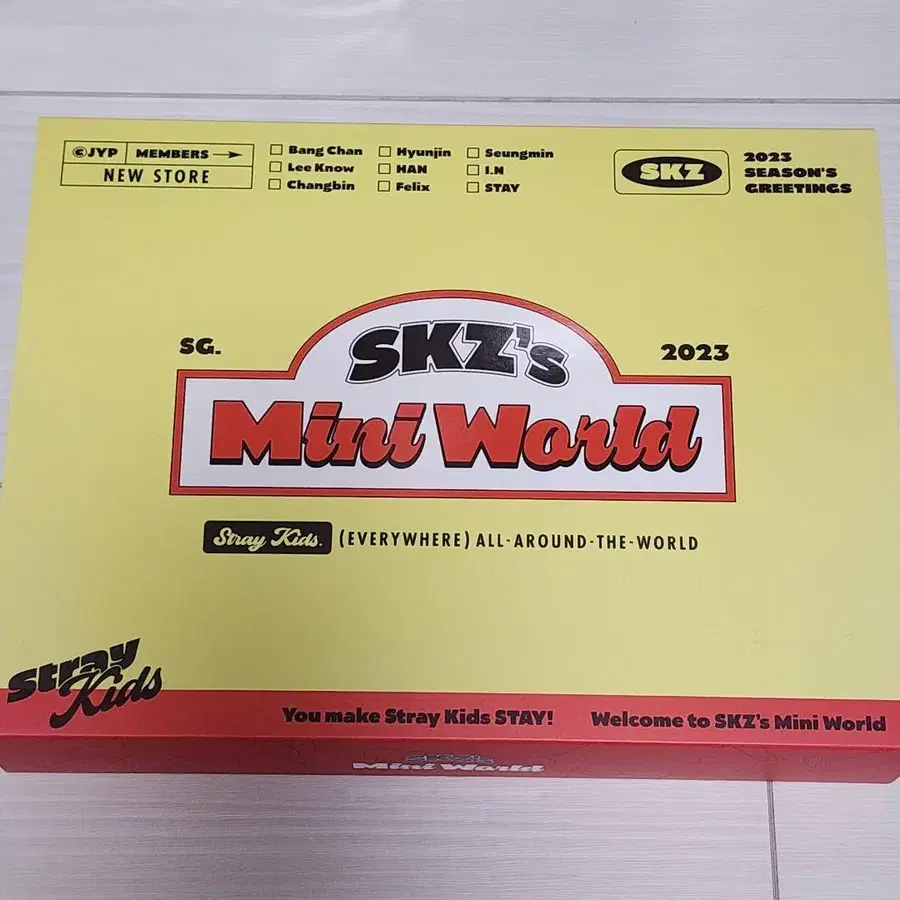 ©JYP MEMBERS
NEW STORE
Bang Chan
Lee Know
Changbin
Hyunjin
HAN
Felix
Seungmin
I.N
STAY
SKZ
2023
SEASON'S
GREETINGS
SG.
2023
SKZ's
Mini World
Stray Kids. (EVERYWHERE) ALL-AROUND-THE-WORLD
Stray
Kids
You make Stray Kids STAY! Welcome to SKZ's Mini World
SKZ's
Mini World